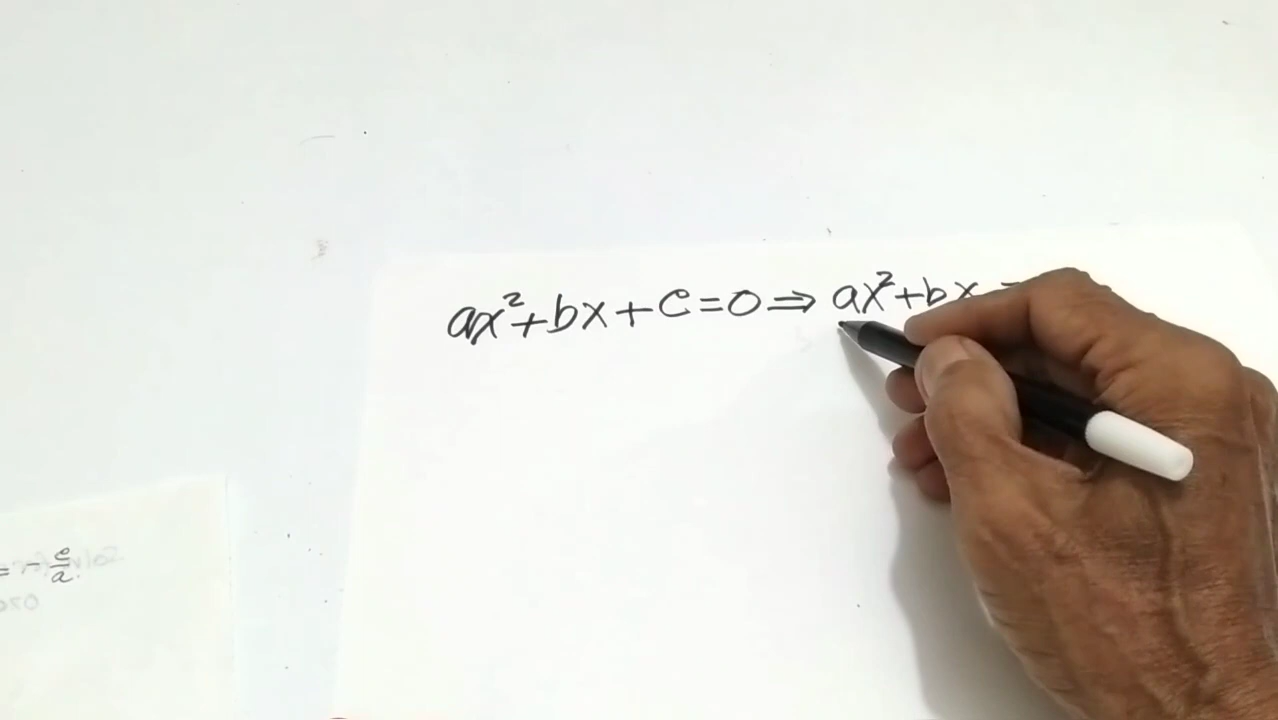 ax²+bx+c=0⇒ ax²+bx =
= -c/a